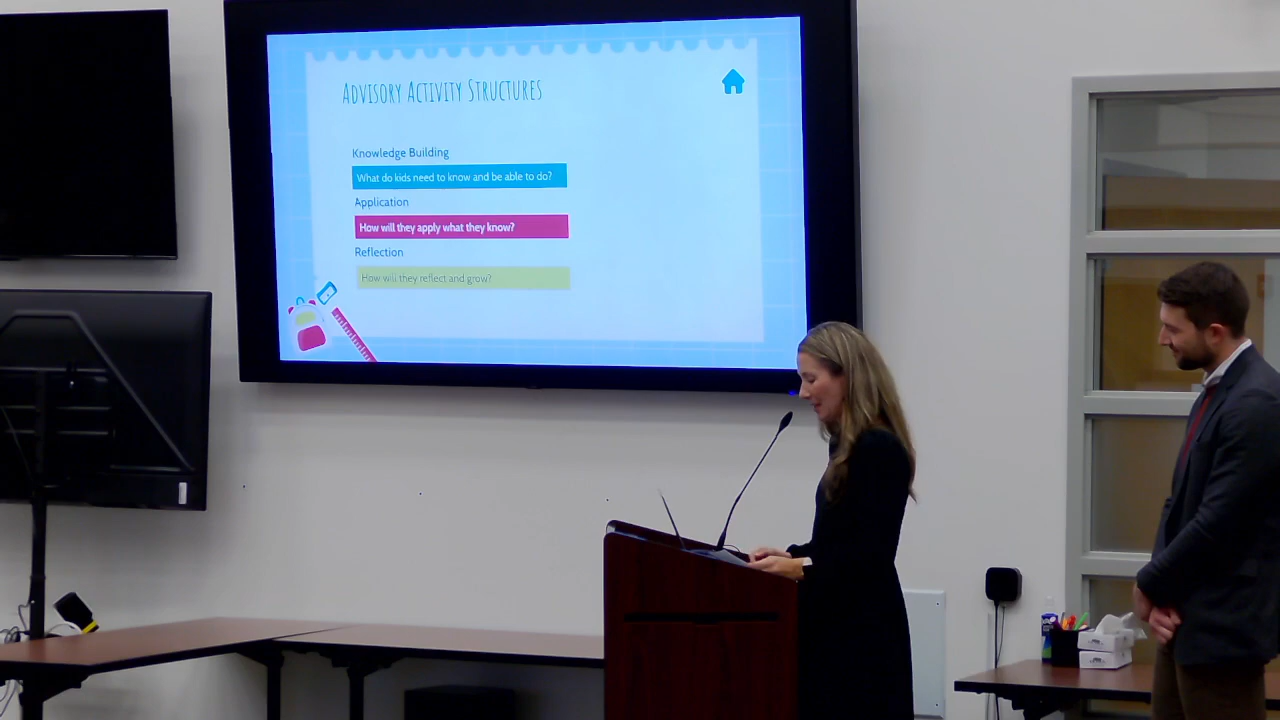 Advisory Activity Structures
Knowledge Building
What do kids need to know and be able to do?
Application
How will they apply what they know?
Reflection
How will they reflect and grow?